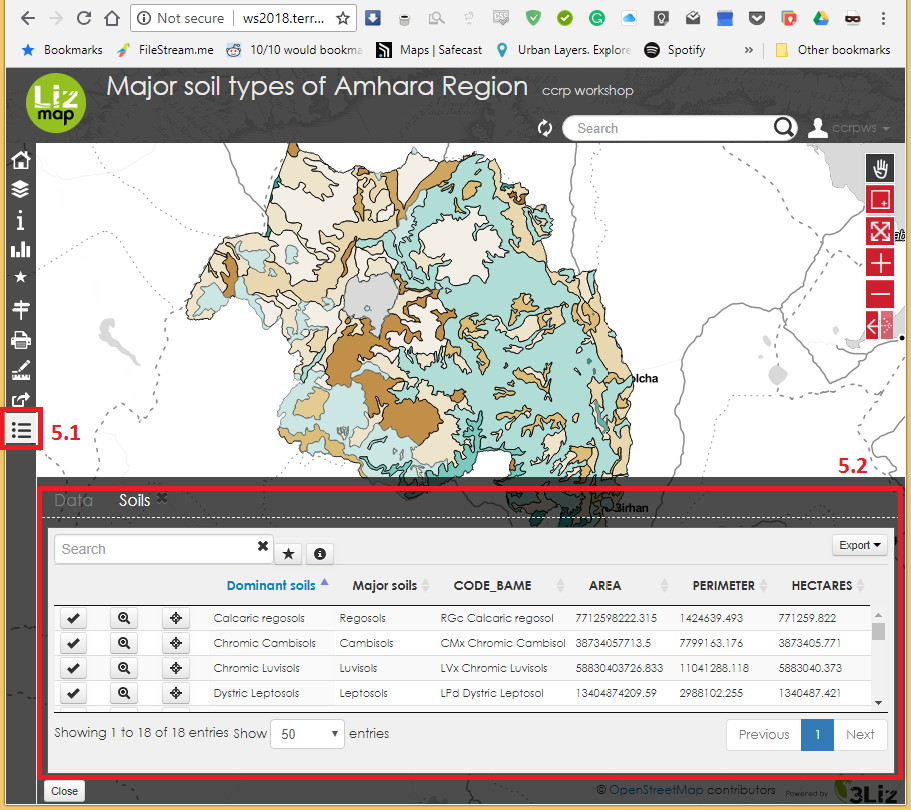 Not secure ws2018.terr...
Bookmarks FileStream.me 10/10 would bookma Maps | Safecast Urban Layers. Explore Spotify » Other bookmarks
Liz map
Major soil types of Amhara Region ccrp workshop
Search ccrpws
olcha
5.1
5.2
Data Soils
Birhan
Search Export
Dominant soils Major soils CODE_BAME AREA PERIMETER HECTARES
Calcaric regosols Regosols RGc Calcaric regosol 771259822.315 1424639.493 771259.822
Chromic Cambisols Cambisols CMx Chromic Cambisol 38734057713.5 7799163.176 3873405.771
Chromic Luvisols Luvisols LVx Chromic Luvisols 58830403726.833 11041288.118 5883040.373
Dystric Leptosols Leptosols LPd Dystric Leptosol 13404874209.59 2988102.255 1340487.421
Showing 1 to 18 of 18 entries Show 50 entries Previous 1 Next
Close © OpenStreetMap contributors Powered by 3Liz